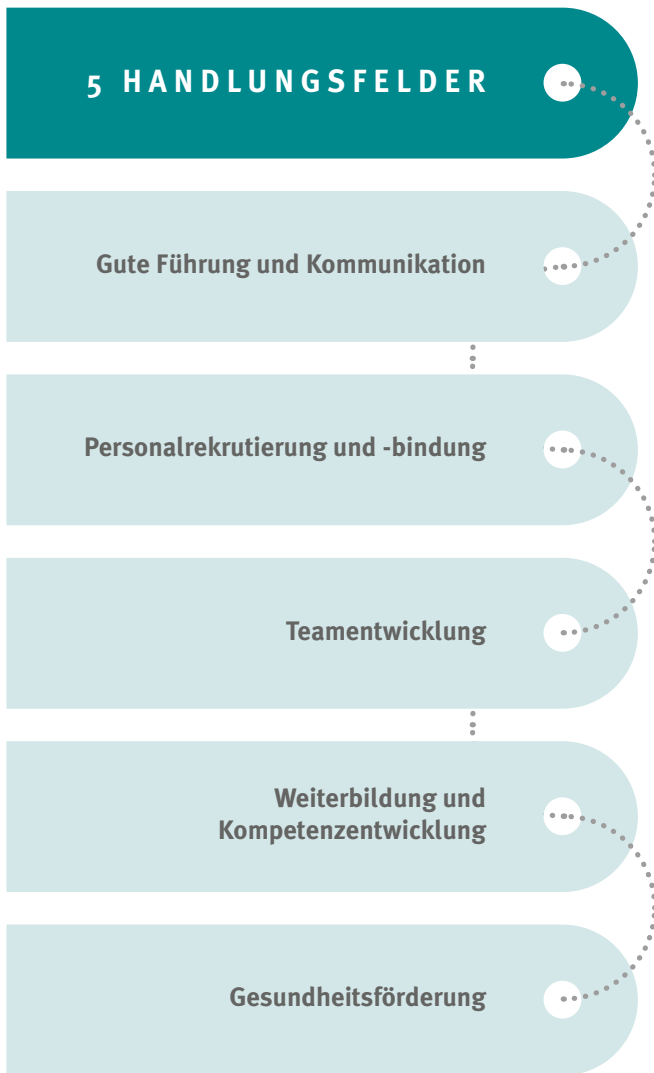 5 HANDLUNGSFELDER
Gute Führung und Kommunikation
Personalrekrutierung und -bindung
Teamentwicklung
Weiterbildung und
Kompetenzentwicklung
Gesundheitsförderung